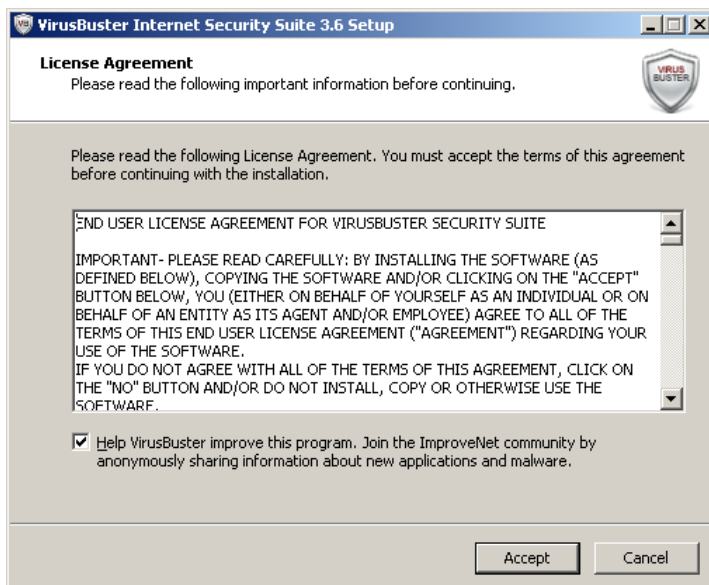 VirusBuster Internet Security Suite 3.6 Setup
License Agreement
Please read the following important information before continuing.
VIRUS
BUSTER
Please read the following License Agreement. You must accept the terms of this agreement
before continuing with the installation.
END USER LICENSE AGREEMENT FOR VIRUSBUSTER SECURITY SUITE
IMPORTANT- PLEASE READ CAREFULLY: BY INSTALLING THE SOFTWARE (AS
DEFINED BELOW), COPYING THE SOFTWARE AND/OR CLICKING ON THE "ACCEPT"
BUTTON BELOW, YOU (EITHER ON BEHALF OF YOURSELF AS AN INDIVIDUAL OR ON
BEHALF OF AN ENTITY AS ITS AGENT AND/OR EMPLOYEE) AGREE TO ALL OF THE
TERMS OF THIS END USER LICENSE AGREEMENT ("AGREEMENT") REGARDING YOUR
USE OF THE SOFTWARE.
IF YOU DO NOT AGREE WITH ALL OF THE TERMS OF THIS AGREEMENT, CLICK ON
THE "NO" BUTTON AND/OR DO NOT INSTALL, COPY OR OTHERWISE USE THE
SOFTWARE.
Help VirusBuster improve this program. Join the ImproveNet community by
anonymously sharing information about new applications and malware.
Accept
Cancel